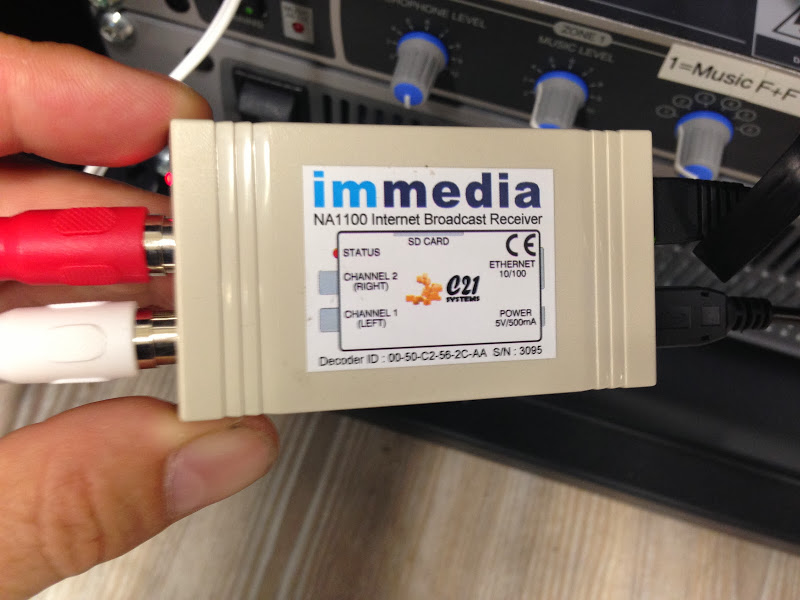 MICROPHONE LEVEL
ZONE 1
MUSIC LEVEL
1=Music F+F
immedia
NA1100 Internet Broadcast Receiver
SD CARD
STATUS
CE
ETHERNET
10/100
CHANNEL 2
(RIGHT)
C21
SYSTEMS
CHANNEL 1
(LEFT)
POWER
5V/500mA
Decoder ID : 00-50-C2-56-2C-AA S/N : 3095